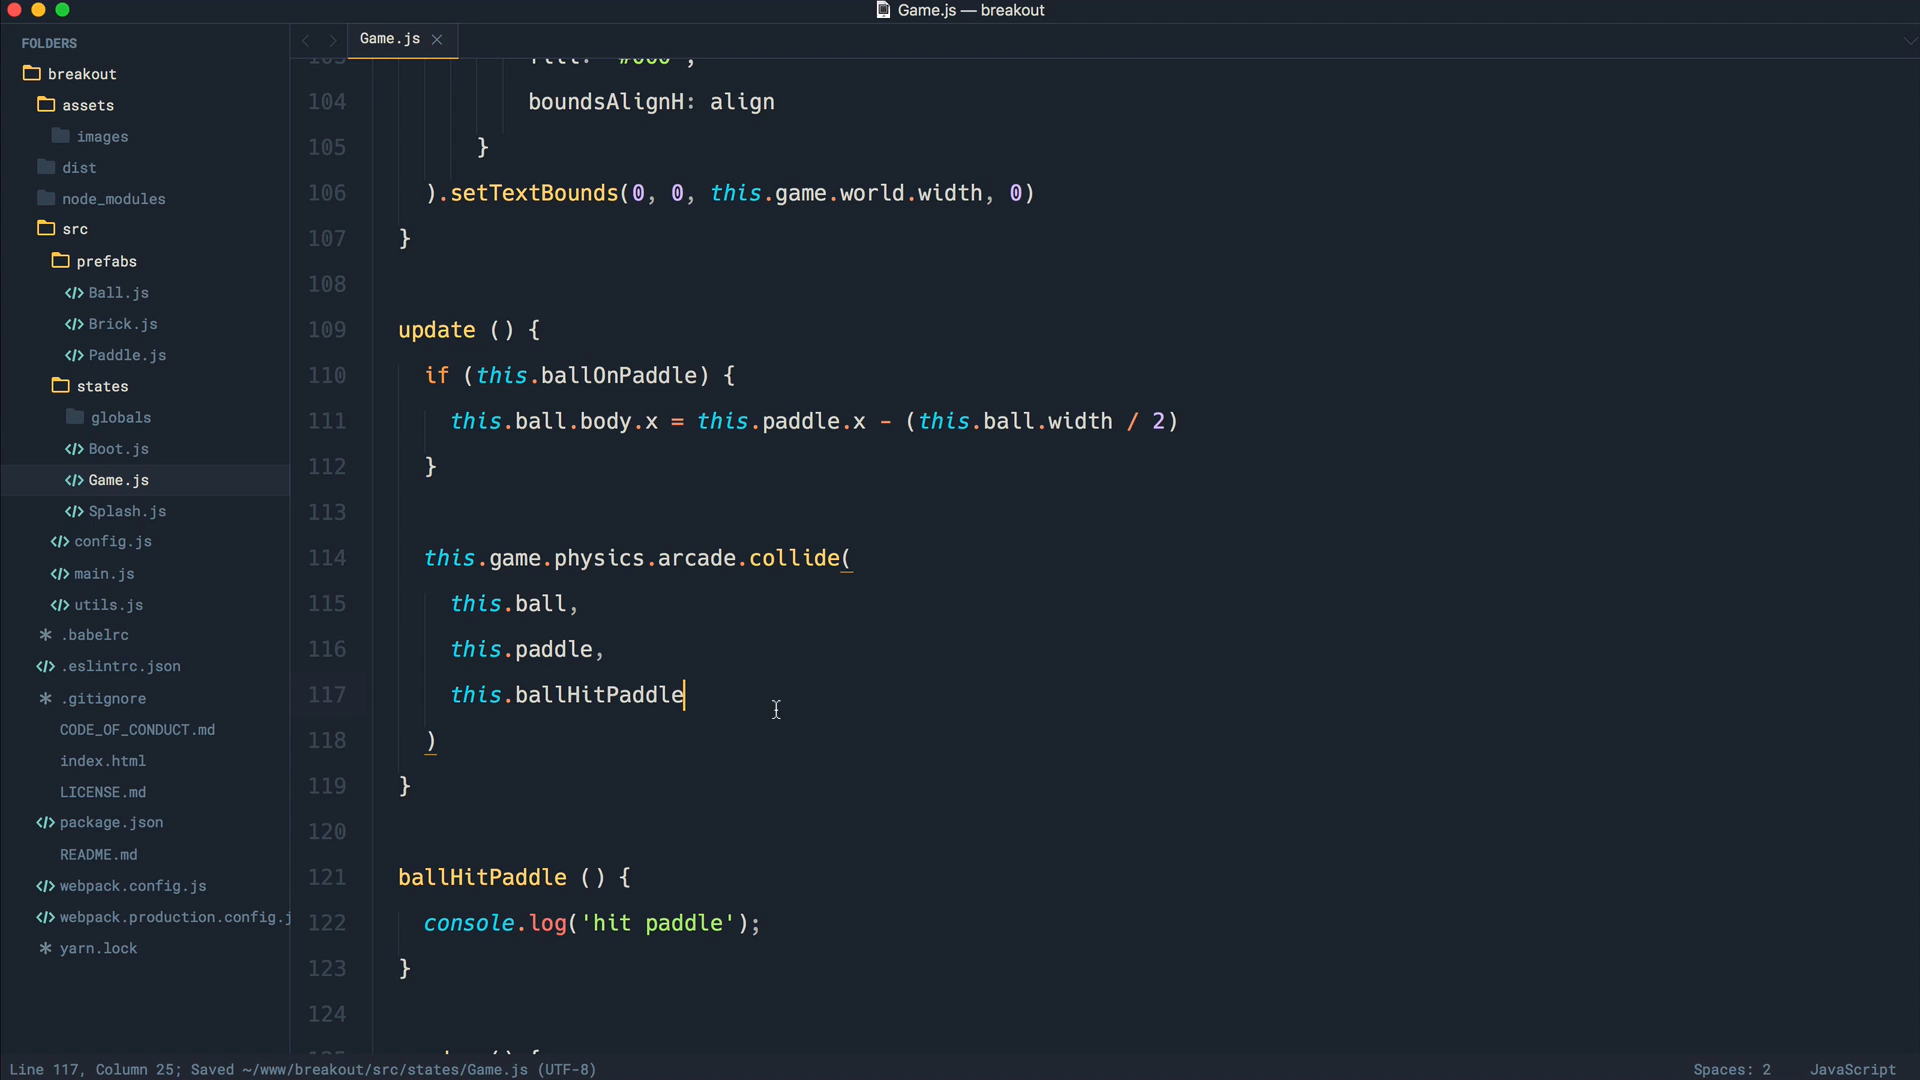 Game.js — breakout
FOLDERS
breakout
assets
images
dist
node_modules
src
prefabs
Ball.js
Brick.js
Paddle.js
states
globals
Boot.js
Game.js
Splash.js
config.js
main.js
utils.js
.babelrc
.eslintrc.json
.gitignore
CODE_OF_CONDUCT.md
index.html
LICENSE.md
package.json
README.md
webpack.config.js
webpack.production.config.j
yarn.lock
Game.js
104 boundsAlignH: align
105 }
106 ).setTextBounds(0, 0, this.game.world.width, 0)
107 }
108
109 update () {
110 if (this.ballOnPaddle) {
111 this.ball.body.x = this.paddle.x - (this.ball.width / 2)
112 }
113
114 this.game.physics.arcade.collide(
115 this.ball,
116 this.paddle,
117 this.ballHitPaddle
118 )
119 }
120
121 ballHitPaddle () {
122 console.log('hit paddle');
123 }
124
Line 117, Column 25; Saved ~/www/breakout/src/states/Game.js (UTF-8)
Spaces: 2
JavaScript